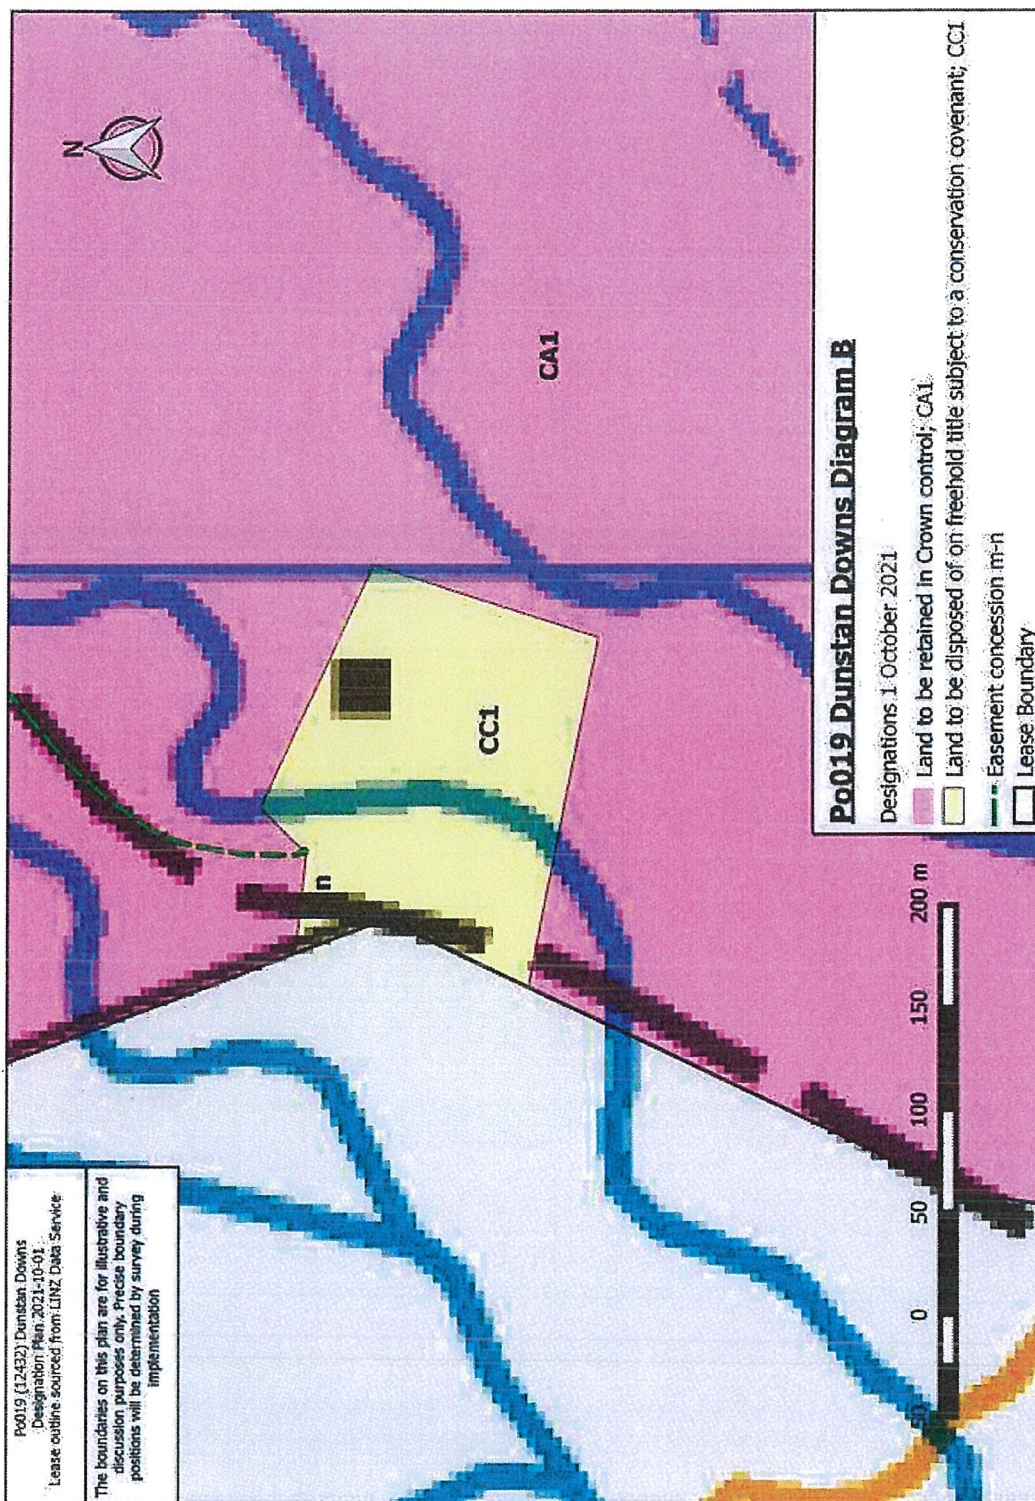 Po019 (12432) Dunstan Downs
Designation Plan 2021-10-01
Lease outline sourced from LINZ Data Service
The boundaries on this plan are for illustrative and
discussion purposes only. Precise boundary
positions will be determined by survey during
implementation
N
CA1
CC1
n
50 0 50 100 150 200 m
Po019 Dunstan Downs Diagram B
Designations 1 October 2021
Land to be retained in Crown control; CA1
Land to be disposed of on freehold title subject to a conservation covenant; CC1
Easement concession m-n
Lease Boundary